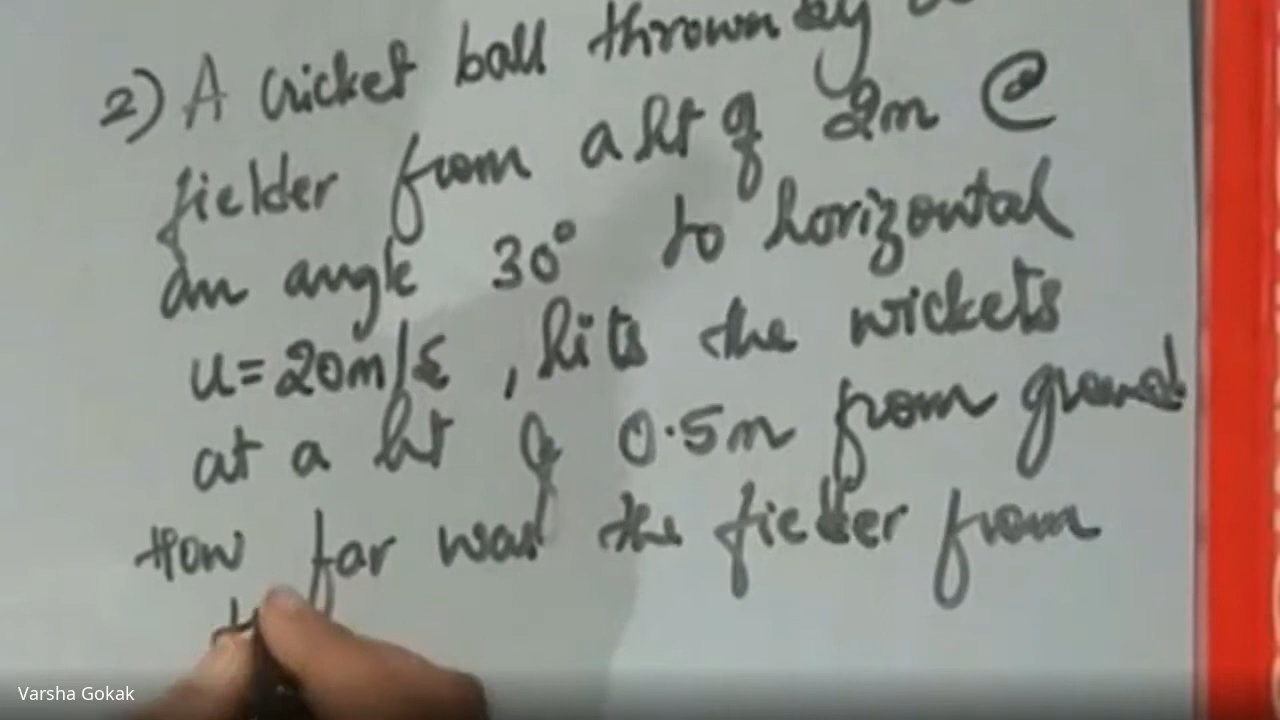 2) A cricket ball thrown by
fielder from a ht of 2m @
an angle 30° to horizontal
u=20m/s, hits the wickets
at a ht of 0.5m from ground
How far was the fielder from
Varsha Gokak